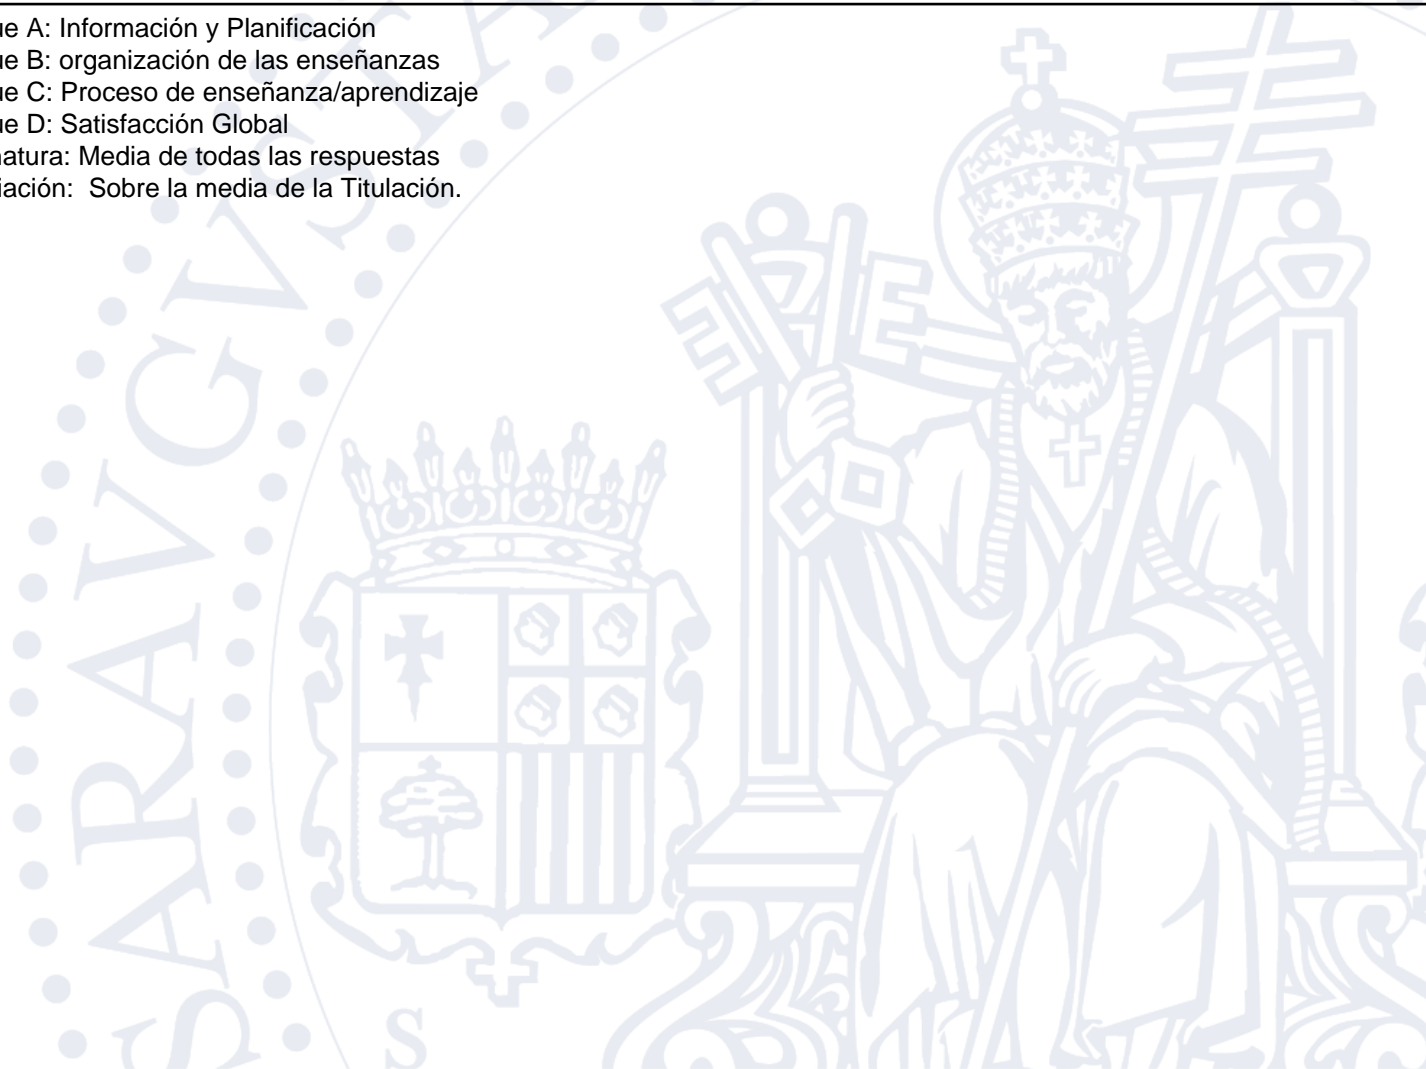 ue A: Información y Planificación
ue B: organización de las enseñanzas
ue C: Proceso de enseñanza/aprendizaje
ue D: Satisfacción Global
natura: Media de todas las respuestas
iación: Sobre la media de la Titulación.
SARAVGVSTA
S